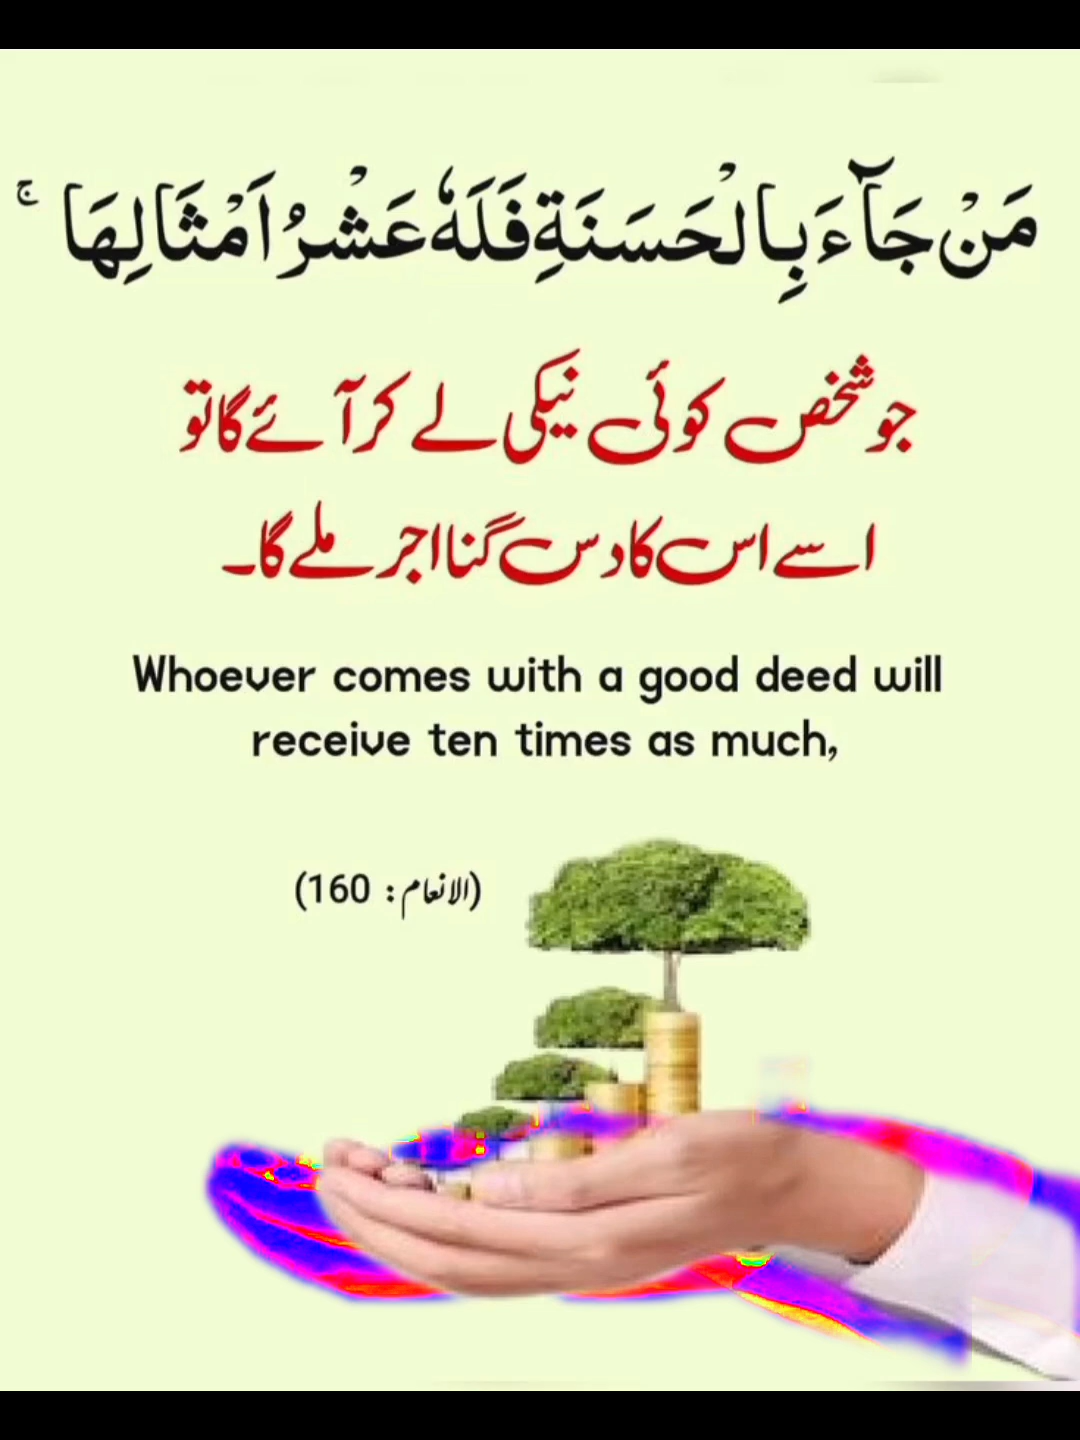 مَنْ جَآءَ بِالْحَسَنَةِ فَلَهٗ عَشْرُ اَمْثَالِهَا ۚ
جو شخص کوئی نیکی لے کر آئے گا تو
اسے اس کا دس گنا اجر ملے گا۔
Whoever comes with a good deed will
receive ten times as much,
(الانعام: 160)